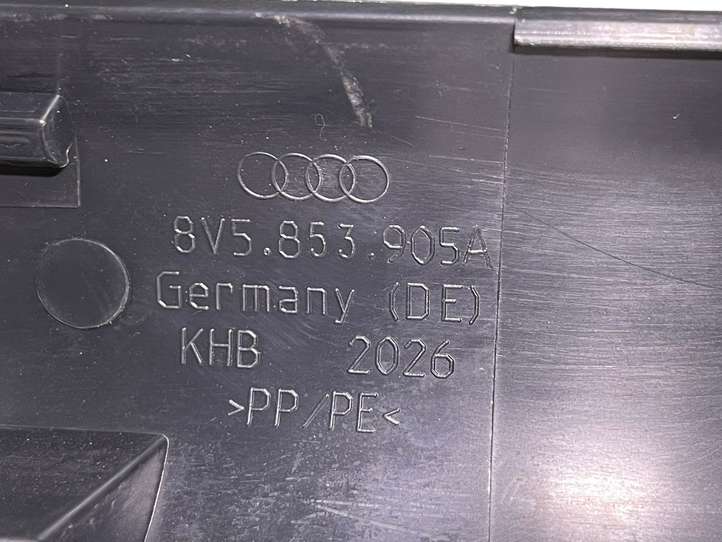 8V5.853.905A
Germany (DE)
KHB 2026
>PP/PE<